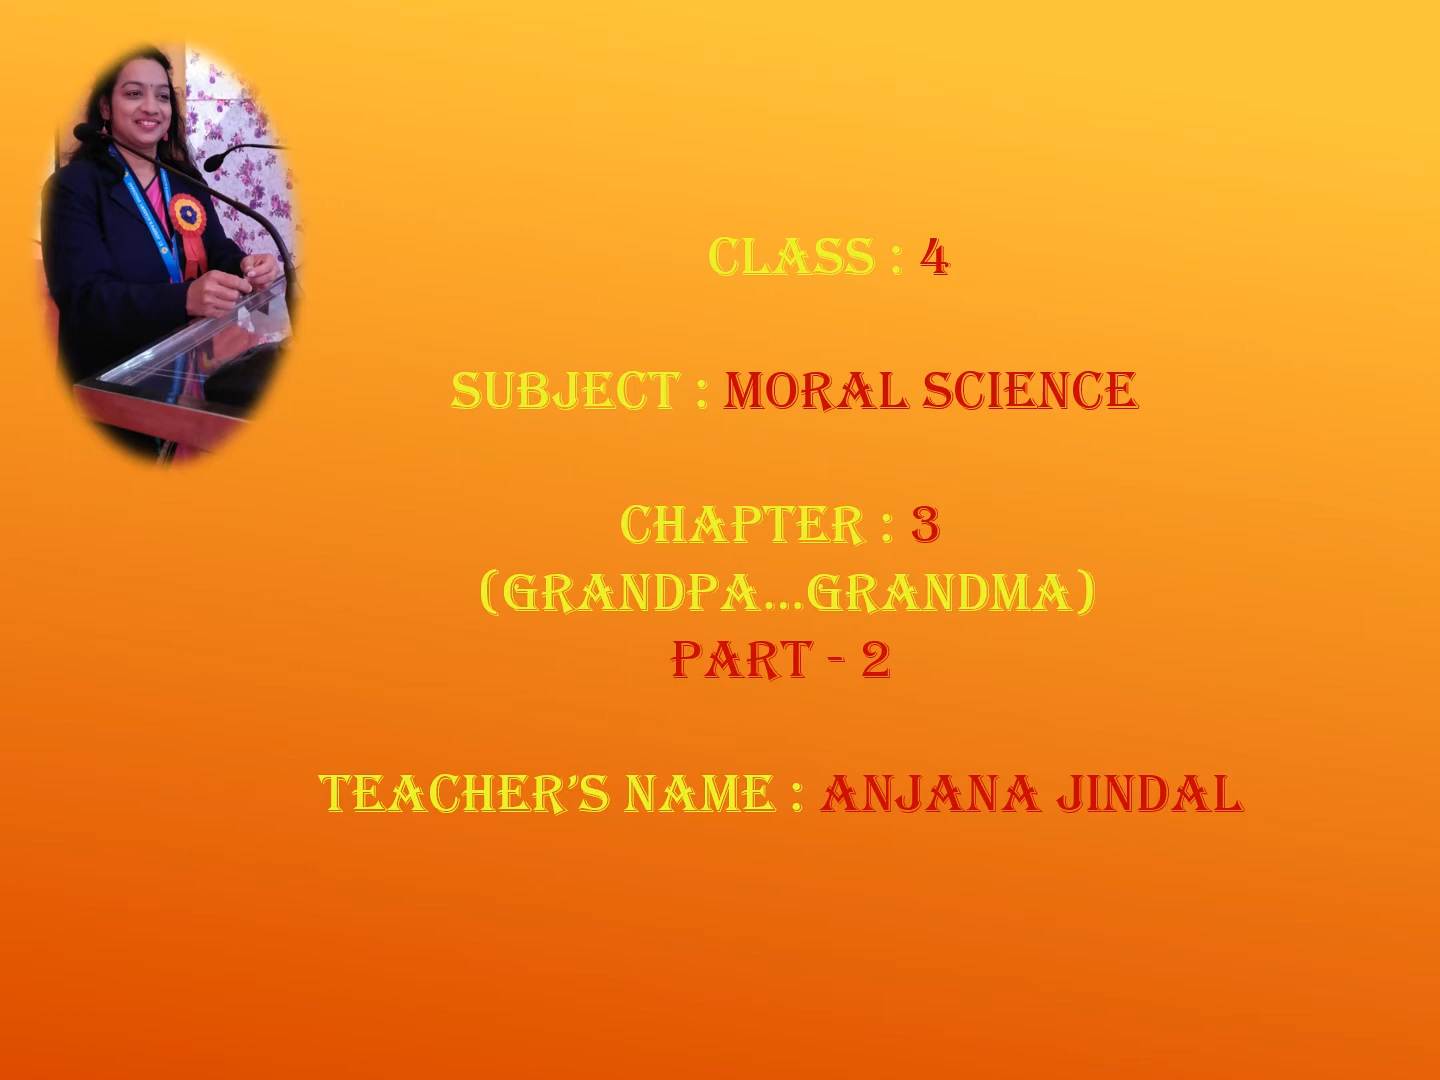 CLASS : 4
SUBJECT : MORAL SCIENCE
CHAPTER : 3
(GRANDPA...GRANDMA)
PART - 2
TEACHER’S NAME : ANJANA JINDAL